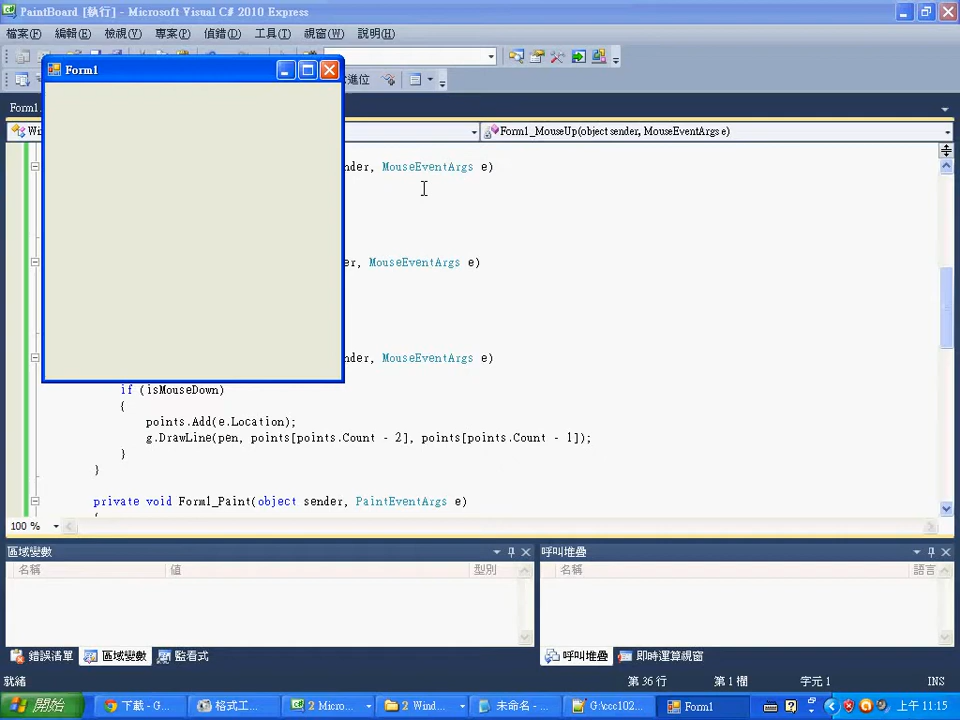 PaintBoard [執行] - Microsoft Visual C# 2010 Express
檔案(F) 編輯(E) 檢視(V) 專案(P) 偵錯(D) 工具(T) 視窗(W) 說明(H)
Form1
進位
Form1
Form1_MouseUp(object sender, MouseEventArgs e)
nder, MouseEventArgs e)
er, MouseEventArgs e)
nder, MouseEventArgs e)
if (isMouseDown)
{
points.Add(e.Location);
g.DrawLine(pen, points[points.Count - 2], points[points.Count - 1]);
}
}
private void Form1_Paint(object sender, PaintEventArgs e)
100 %
區域變數
名稱 值 型別
呼叫堆疊
名稱 語言
錯誤清單 區域變數 監看式
呼叫堆疊 即時運算視窗
就緒 第 36 行 第 1 欄 字元 1 INS
開始 下載 - G... 格式工... 2 Micro... 2 Wind... 未命名 - ... G:\ccc102... Form1 上午 11:15